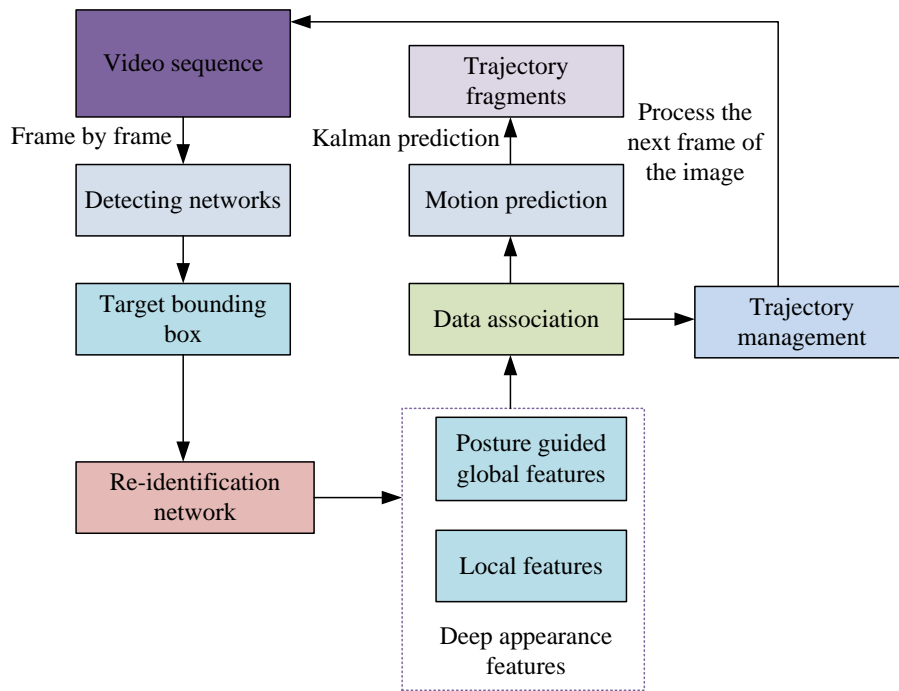 Video sequence
Frame by frame
Detecting networks
Target bounding
box
Re-identification
network
Trajectory
fragments
Kalman prediction
Motion prediction
Data association
Posture guided
global features
Local features
Deep appearance
features
Process the
next frame of
the image
Trajectory
management